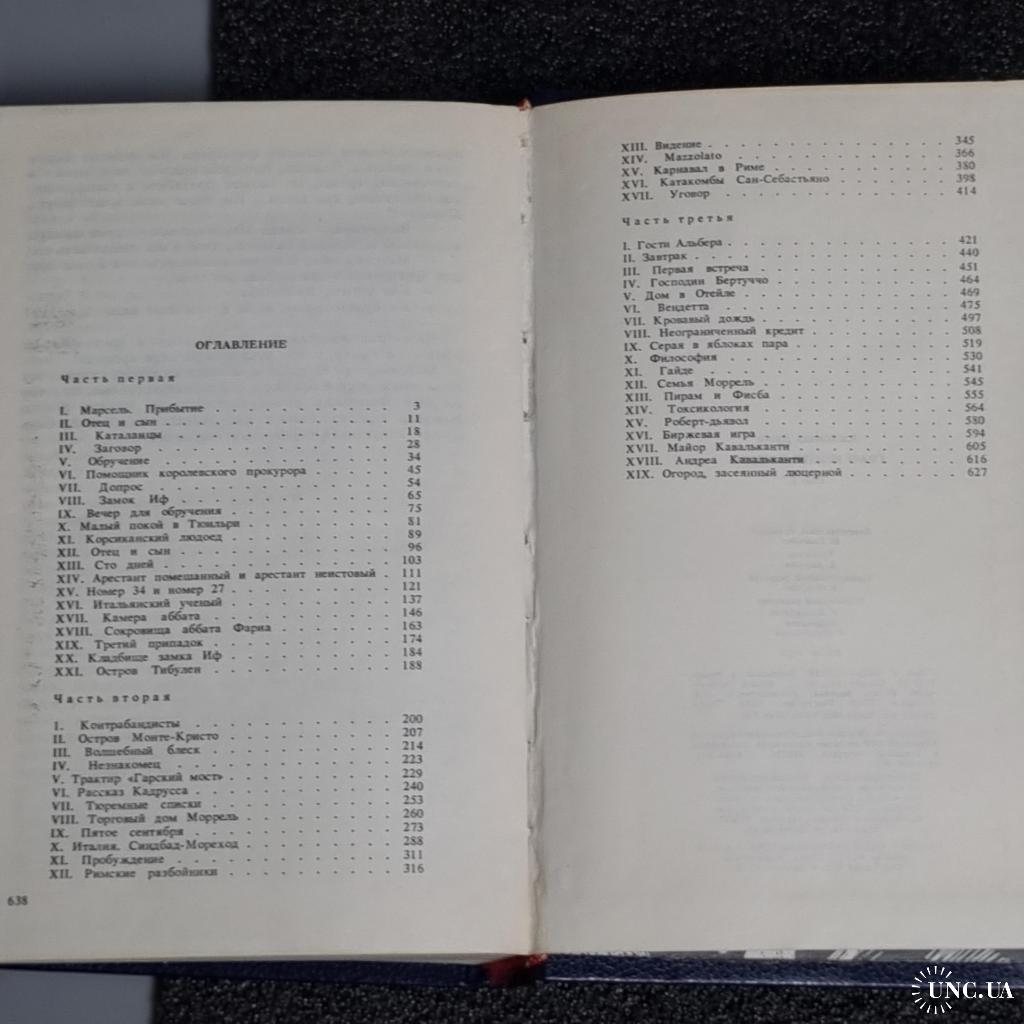 ОГЛАВЛЕНИЕ
Часть первая
I. Марсель. Прибытие . . . . . . . . . . . 3
II. Отец и сын . . . . . . . . . . . . . 11
III. Каталанцы . . . . . . . . . . . . . 18
IV. Заговор . . . . . . . . . . . . . . 28
V. Обручение . . . . . . . . . . . . . 34
VI. Помощник королевского прокурора . . . . . 45
VII. Допрос . . . . . . . . . . . . . . 54
VIII. Замок Иф . . . . . . . . . . . . . 65
IX. Вечер для обручения . . . . . . . . . . 75
X. Малый покой в Тюильри . . . . . . . . . 81
XI. Корсиканский людоед . . . . . . . . . . 89
XII. Отец и сын . . . . . . . . . . . . . 96
XIII. Сто дней . . . . . . . . . . . . . 103
XIV. Арестант помешанный и арестант неистовый . 111
XV. Номер 34 и номер 27 . . . . . . . . . . 121
XVI. Итальянский ученый . . . . . . . . . . 137
XVII. Камера аббата . . . . . . . . . . . 146
XVIII. Сокровища аббата Фариа . . . . . . . 163
XIX. Третий припадок . . . . . . . . . . . 174
XX. Кладбище замка Иф . . . . . . . . . . 184
XXI. Остров Тибулен . . . . . . . . . . . 188
Часть вторая
I. Контрабандисты . . . . . . . . . . . . 200
II. Остров Монте-Кристо . . . . . . . . . . 207
III. Волшебный блеск . . . . . . . . . . . 214
IV. Незнакомец . . . . . . . . . . . . . 223
V. Трактир «Гарский мост» . . . . . . . . . 229
VI. Рассказ Кадрусса . . . . . . . . . . . 240
VII. Тюремные списки . . . . . . . . . . . 253
VIII. Торговый дом Моррель . . . . . . . . . 260
IX. Пятое сентября . . . . . . . . . . . . 273
X. Италия. Синдбад-Мореход . . . . . . . . . 288
XI. Пробуждение . . . . . . . . . . . . . 311
XII. Римские разбойники . . . . . . . . . . 316
638
XIII. Видение . . . . . . . . . . . . . . 345
XIV. Mazzolato . . . . . . . . . . . . . 366
XV. Карнавал в Риме . . . . . . . . . . . 380
XVI. Катакомбы Сан-Себастьяно . . . . . . . 398
XVII. Уговор . . . . . . . . . . . . . . 414
Часть третья
I. Гости Альбера . . . . . . . . . . . . . 421
II. Завтрак . . . . . . . . . . . . . . . 440
III. Первая встреча . . . . . . . . . . . . 451
IV. Господин Бертуччо . . . . . . . . . . . 464
V. Дом в Отейле . . . . . . . . . . . . . 469
VI. Вендетта . . . . . . . . . . . . . . 475
VII. Кровавый дождь . . . . . . . . . . . 497
VIII. Неограниченный кредит . . . . . . . . 508
IX. Серая в яблоках пара . . . . . . . . . 519
X. Философия . . . . . . . . . . . . . . 530
XI. Гайде . . . . . . . . . . . . . . . 541
XII. Семья Моррель . . . . . . . . . . . . 545
XIII. Пирам и Фисба . . . . . . . . . . . 555
XIV. Токсикология . . . . . . . . . . . . 564
XV. Роберт-дьявол . . . . . . . . . . . . 580
XVI. Биржевая игра . . . . . . . . . . . . 594
XVII. Майор Кавальканти . . . . . . . . . . 605
XVIII. Андреа Кавальканти . . . . . . . . . 616
XIX. Огород, засеянный люцерной . . . . . . . 627
UNC.UA